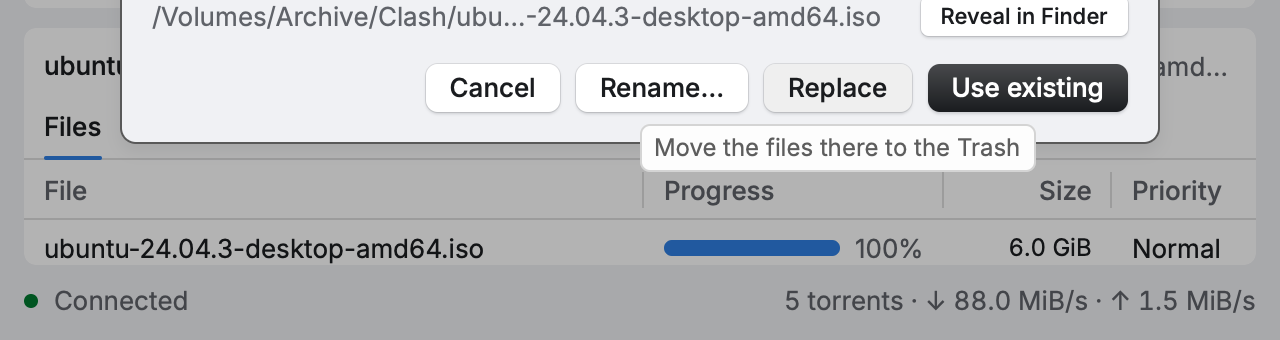 /Volumes/Archive/Clash/ubu...-24.04.3-desktop-amd64.iso Reveal in Finder
ubuntu amd...
Cancel Rename... Replace Use existing
Files
Move the files there to the Trash
File Progress Size Priority
ubuntu-24.04.3-desktop-amd64.iso 100% 6.0 GiB Normal
Connected 5 torrents · ↓ 88.0 MiB/s · ↑ 1.5 MiB/s